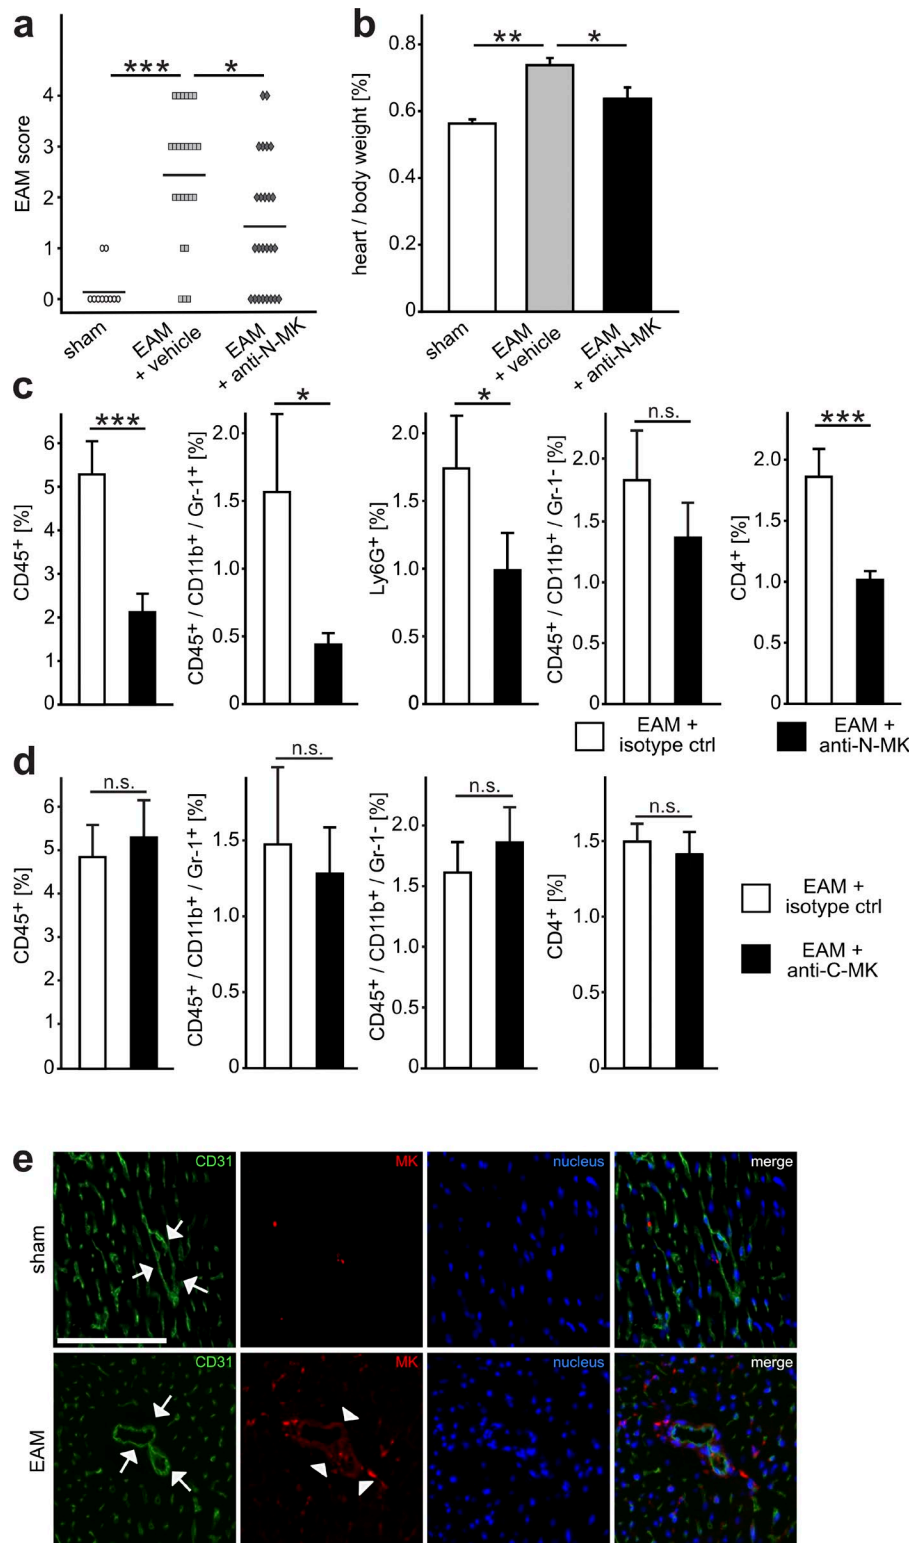 a
EAM score
4
3
2
1
0
***
*
sham
EAM
+ vehicle
EAM
+ anti-N-MK
b
heart / body weight [%]
0.8
0.6
0.4
0.2
0
**
*
sham
EAM
+ vehicle
EAM
+ anti-N-MK
c
CD45+ [%]
6
5
4
3
2
1
0
***
CD45+ / CD11b+ / Gr-1+ [%]
2.0
1.5
1.0
0.5
0
*
Ly6G+ [%]
2.0
1.5
1.0
0.5
0
*
CD45+ / CD11b+ / Gr-1- [%]
2.0
1.5
1.0
0.5
0
n.s.
CD4+ [%]
2.0
1.5
1.0
0.5
0
***
EAM +
isotype ctrl
EAM +
anti-N-MK
d
CD45+ [%]
6
5
4
3
2
1
0
n.s.
CD45+ / CD11b+ / Gr-1+ [%]
1.5
1.0
0.5
0
n.s.
CD45+ / CD11b+ / Gr-1- [%]
2.0
1.5
1.0
0.5
0
n.s.
CD4+ [%]
1.5
1.0
0.5
0
n.s.
EAM +
isotype ctrl
EAM +
anti-C-MK
e
sham
CD31
MK
nucleus
merge
EAM
CD31
MK
nucleus
merge